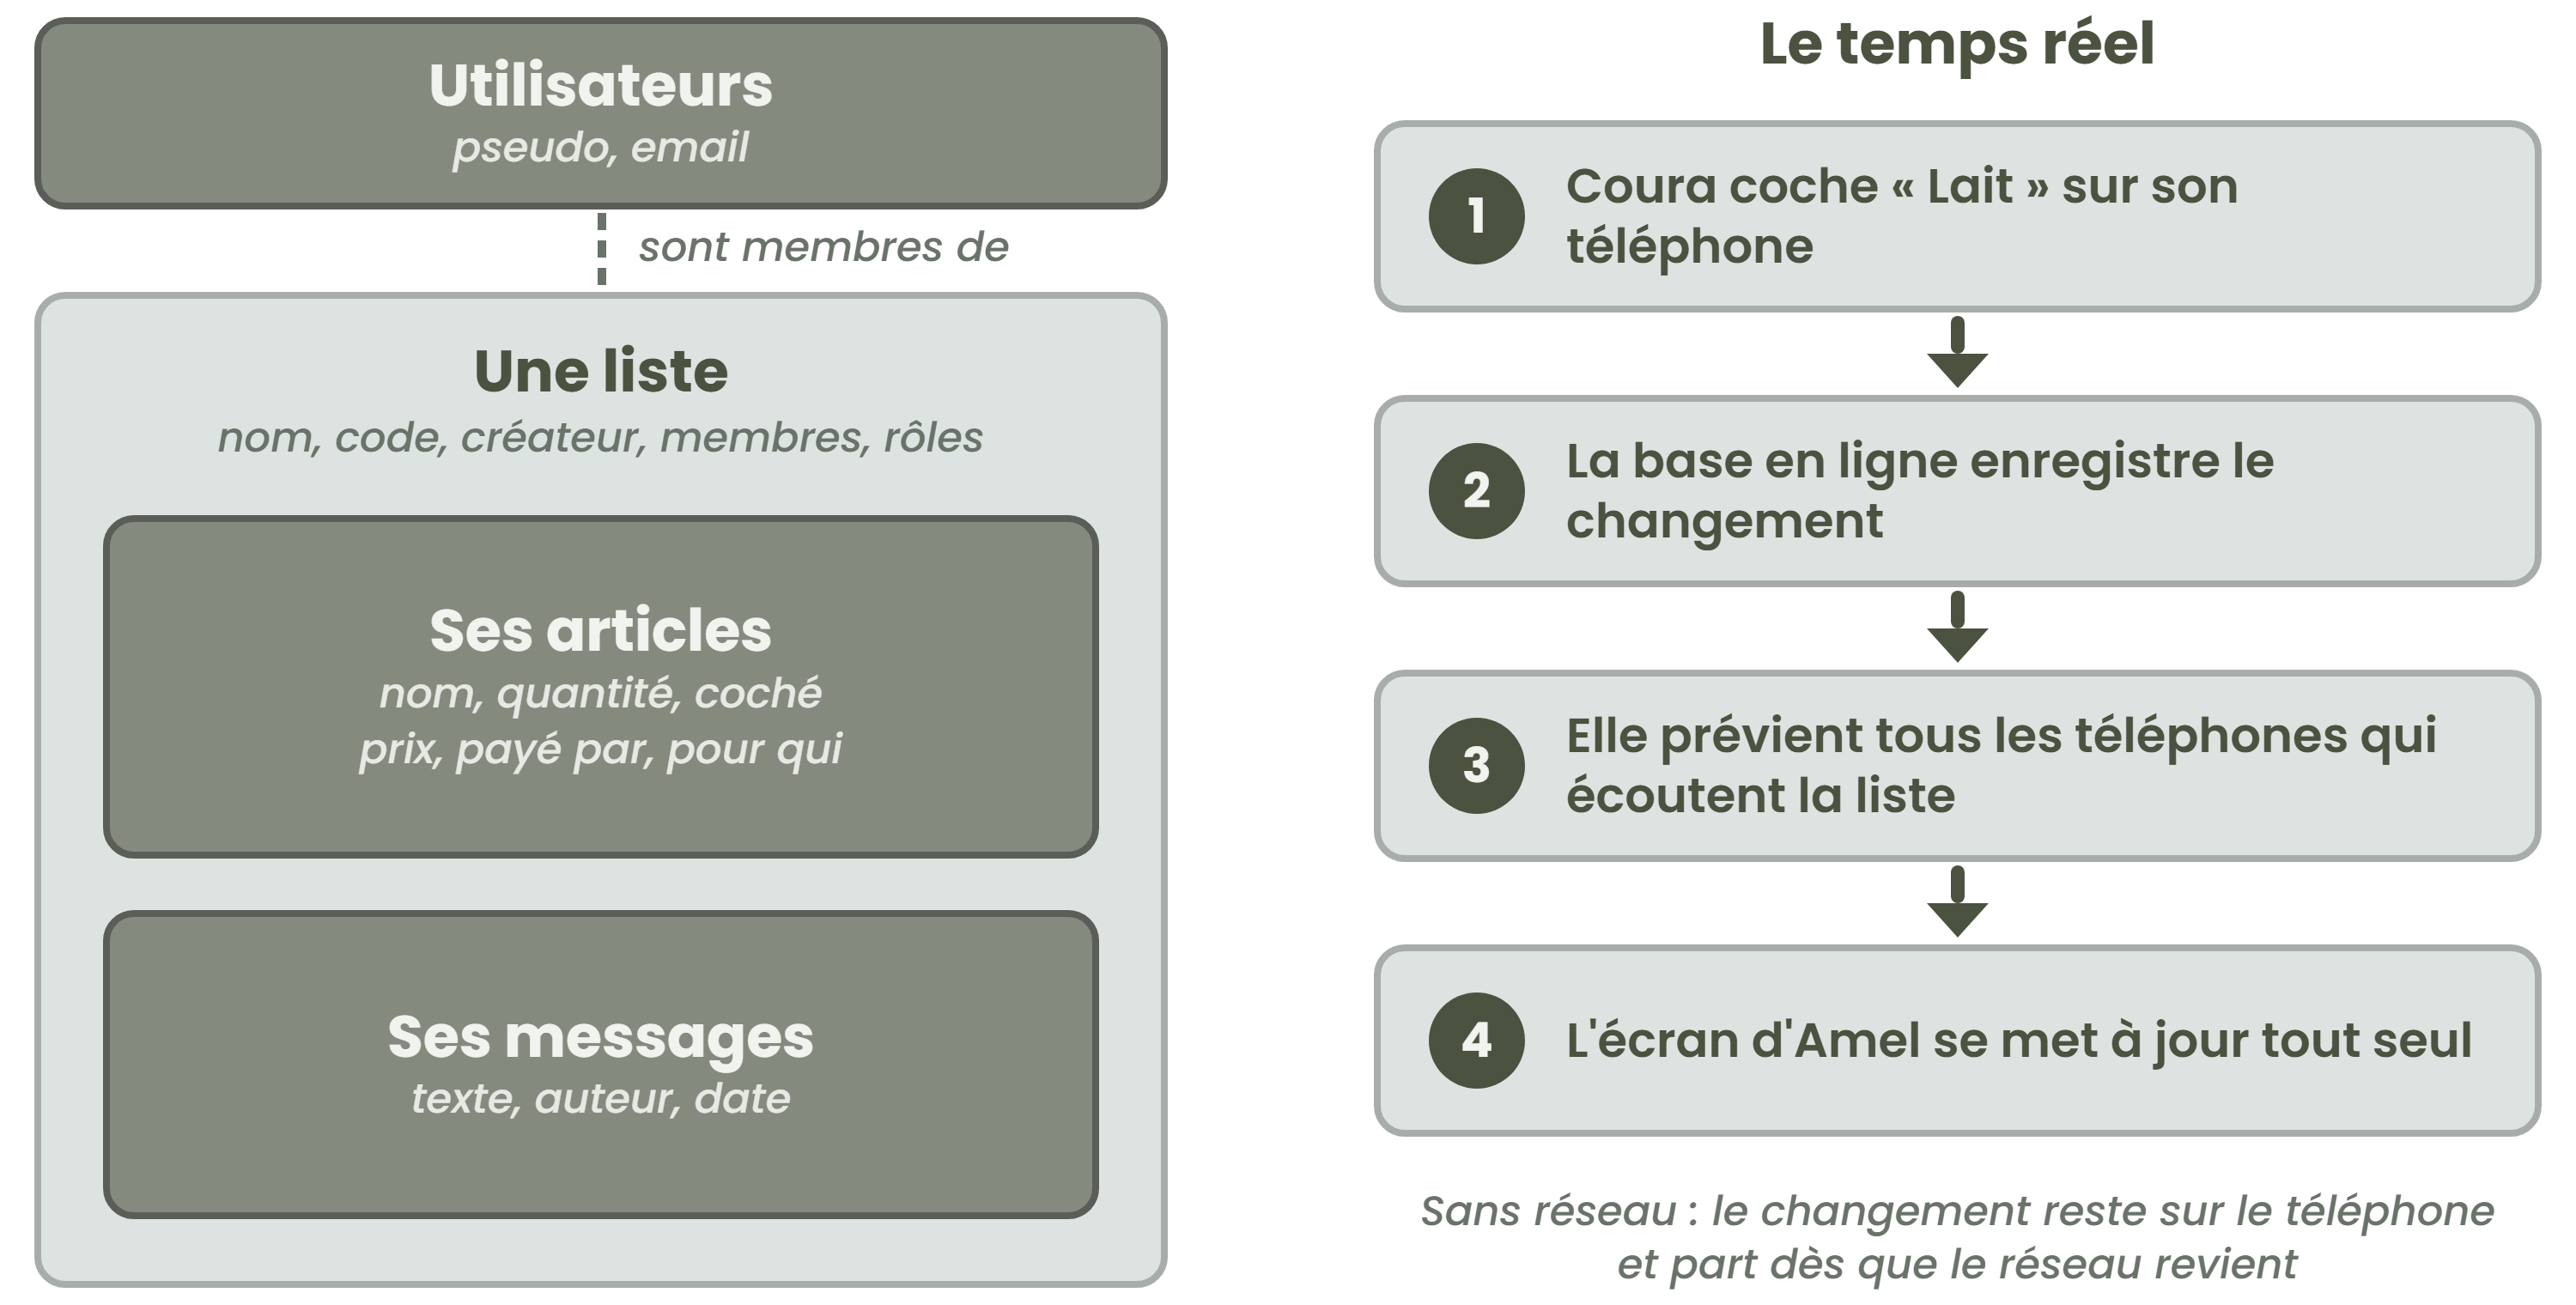 Utilisateurs
pseudo, email
sont membres de
Une liste
nom, code, créateur, membres, rôles
Ses articles
nom, quantité, coché
prix, payé par, pour qui
Ses messages
texte, auteur, date
Le temps réel
1
Coura coche « Lait » sur son
téléphone
2
La base en ligne enregistre le
changement
3
Elle prévient tous les téléphones qui
écoutent la liste
4
L'écran d'Amel se met à jour tout seul
Sans réseau : le changement reste sur le téléphone
et part dès que le réseau revient